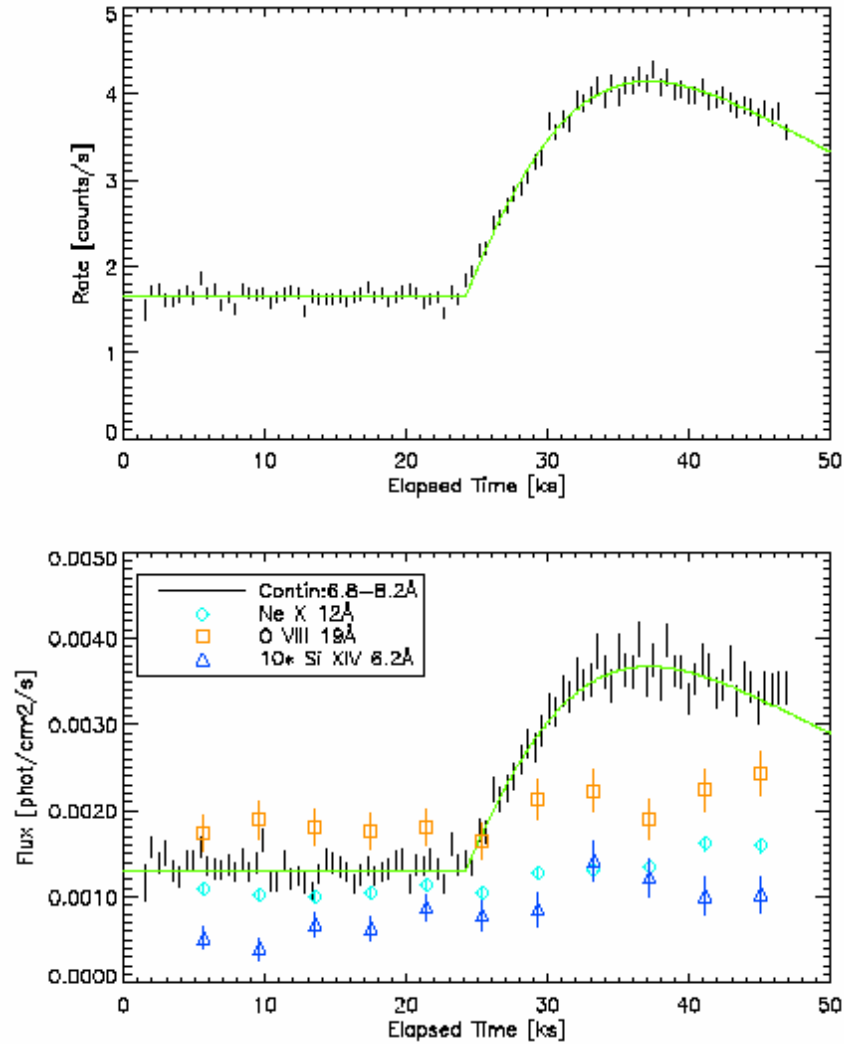 5
4
3
2
1
0
Rate [counts/s]
0 10 20 30 40 50
Elapsed Time [ks]
0.0050
0.0040
0.0030
0.0020
0.0010
0.0000
Flux [phot/cm2/s]
Contin:6.8–8.2Å
Ne X 12Å
O VIII 19Å
10* Si XIV 6.2Å
0 10 20 30 40 50
Elapsed Time [ks]